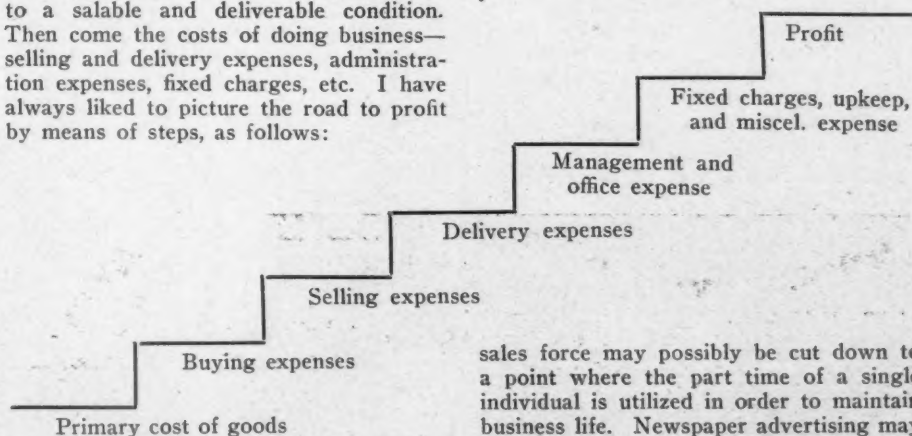 to a salable and deliverable condition.
Then come the costs of doing business—
selling and delivery expenses, administra-
tion expenses, fixed charges, etc. I have
always liked to picture the road to profit
by means of steps, as follows:
Profit
Fixed charges, upkeep,
and miscel. expense
Management and
office expense
Delivery expenses
Selling expenses
Buying expenses
Primary cost of goods
sales force may possibly be cut down to
a point where the part time of a single
individual is utilized in order to maintain
business life. Newspaper advertising may